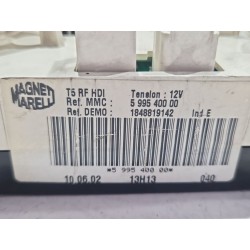 MAGNETI
MARELLI
T5 RF HDI Tension : 12V
Ref. MMC : 5 995 400 00
Ref. DEMO : 1848819142 Ind.E
*5 995 400 00*
10.06.02 13H13 040